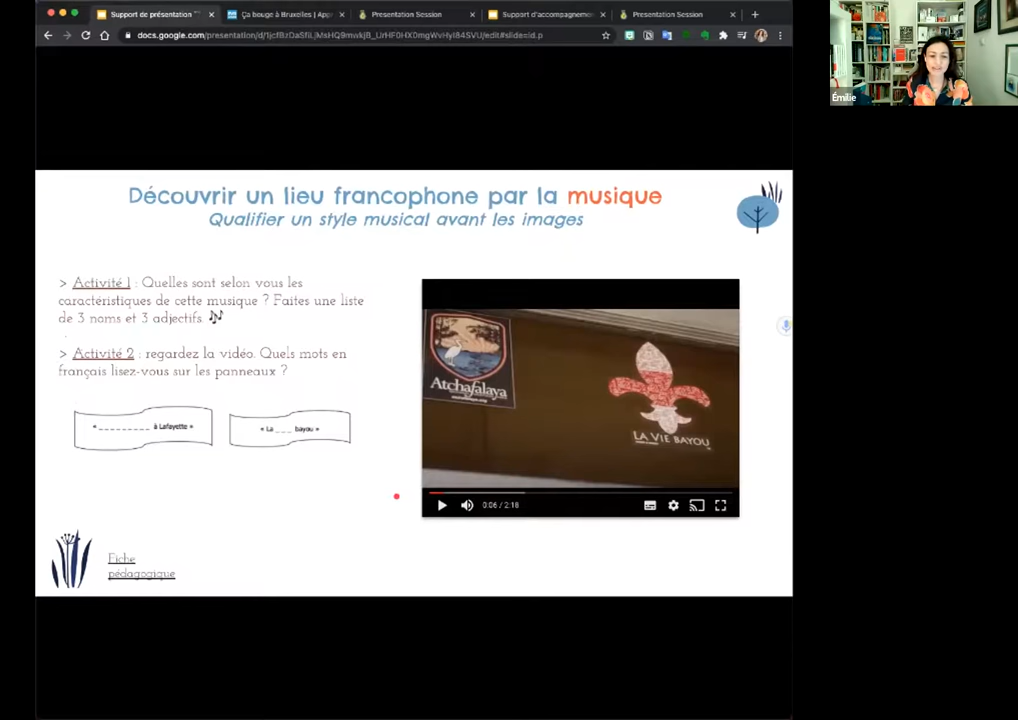 Support de présentation
Ça bouge à Bruxelles | App
Presentation Session
Support d'accompagnemen
Presentation Session
Émilie
Découvrir un lieu francophone par la musique
Qualifier un style musical avant les images
> Activité 1 : Quelles sont selon vous les
caractéristiques de cette musique ? Faites une liste
de 3 noms et 3 adjectifs.
> Activité 2 : regardez la vidéo. Quels mots en
français lisez-vous sur les panneaux ?
« _________ à Lafayette »
« La ___ bayou »
Atchafalaya
LA VIE BAYOU
0:06 / 2:18
Fiche
pédagogique